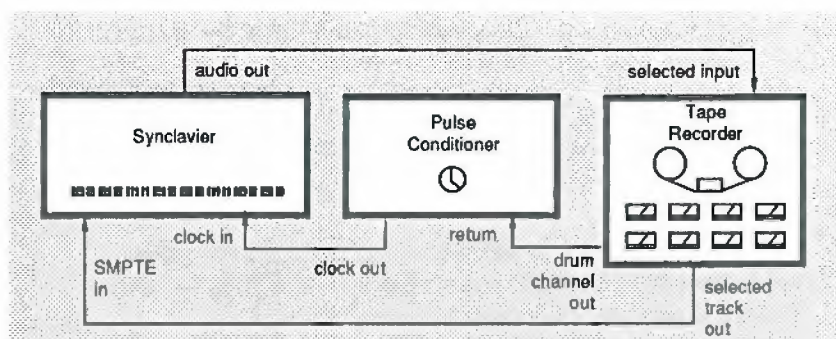 audio out
selected input
Synclavier
Pulse
Conditioner
Tape
Recorder
clock in
return
SMPTE
in
clock out
drum
channel
out
selected
track
out